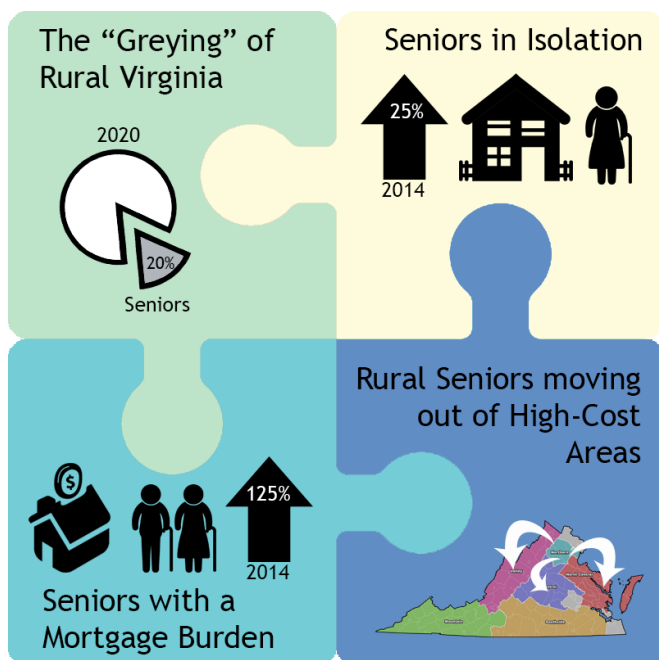 The “Greying” of
Rural Virginia
2020
20%
Seniors
Seniors in Isolation
25%
2014
$
125%
2014
Seniors with a
Mortgage Burden
Rural Seniors moving
out of High-Cost
Areas